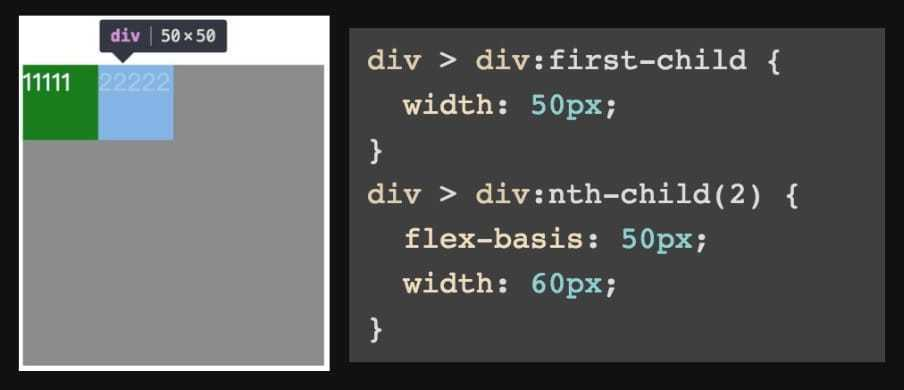 div | 50×50
11111 22222
div > div:first-child {
width: 50px;
}
div > div:nth-child(2) {
flex-basis: 50px;
width: 60px;
}